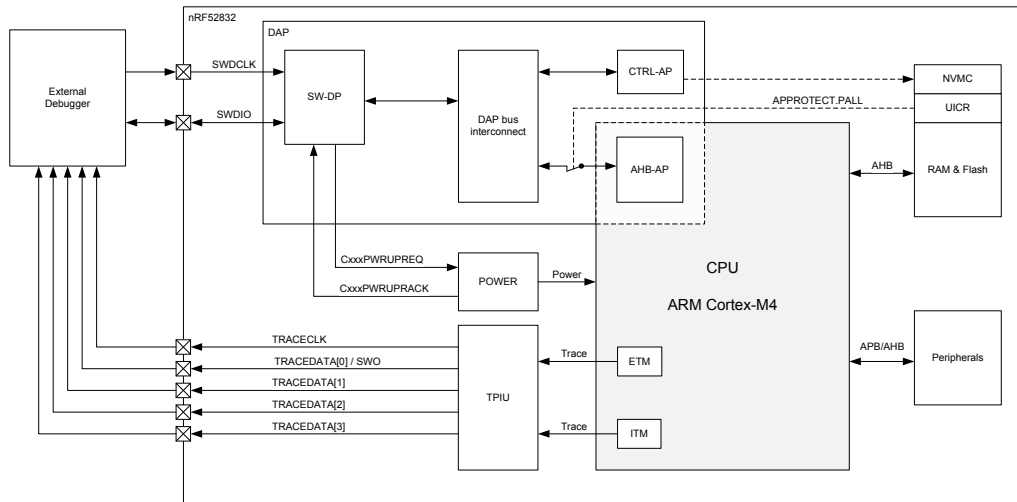 nRF52832
DAP
External
Debugger
SWDCLK
SWDIO
SW-DP
DAP bus
interconnect
CTRL-AP
NVMC
APPROTECT.PALL
UICR
AHB-AP
AHB
RAM & Flash
CxxxPWRUPREQ
CxxxPWRUPRACK
POWER
Power
CPU
ARM Cortex-M4
TRACECLK
TRACEDATA[0] / SWO
TRACEDATA[1]
TRACEDATA[2]
TRACEDATA[3]
TPIU
Trace
ETM
Trace
ITM
APB/AHB
Peripherals